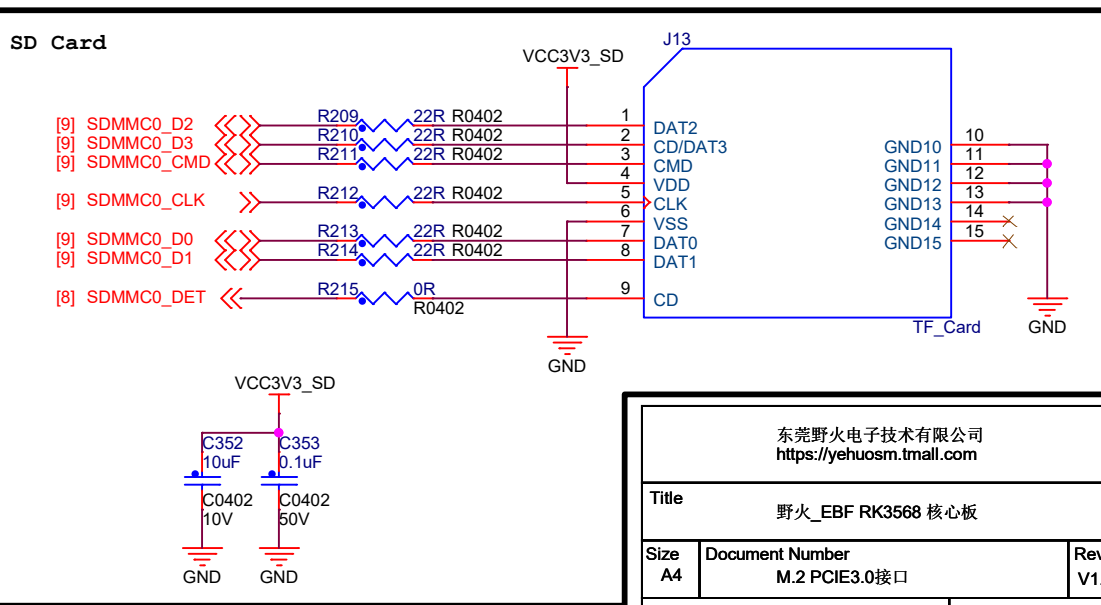 SD Card
J13
VCC3V3_SD
[9] SDMMC0_D2 R209 22R R0402 1 DAT2
[9] SDMMC0_D3 R210 22R R0402 2 CD/DAT3 GND10 10
[9] SDMMC0_CMD R211 22R R0402 3 CMD GND11 11
4 VDD GND12 12
[9] SDMMC0_CLK R212 22R R0402 5 CLK GND13 13
6 VSS GND14 14
[9] SDMMC0_D0 R213 22R R0402 7 DAT0 GND15 15
[9] SDMMC0_D1 R214 22R R0402 8 DAT1
[8] SDMMC0_DET R215 0R 9 CD
R0402
TF_Card GND
GND
VCC3V3_SD
C352 C353
10uF 0.1uF
C0402 C0402
10V 50V
GND GND
东莞野火电子技术有限公司
https://yehuosm.tmall.com
Title
野火_EBF RK3568 核心板
Size Document Number Rev
A4 M.2 PCIE3.0接口 V1.